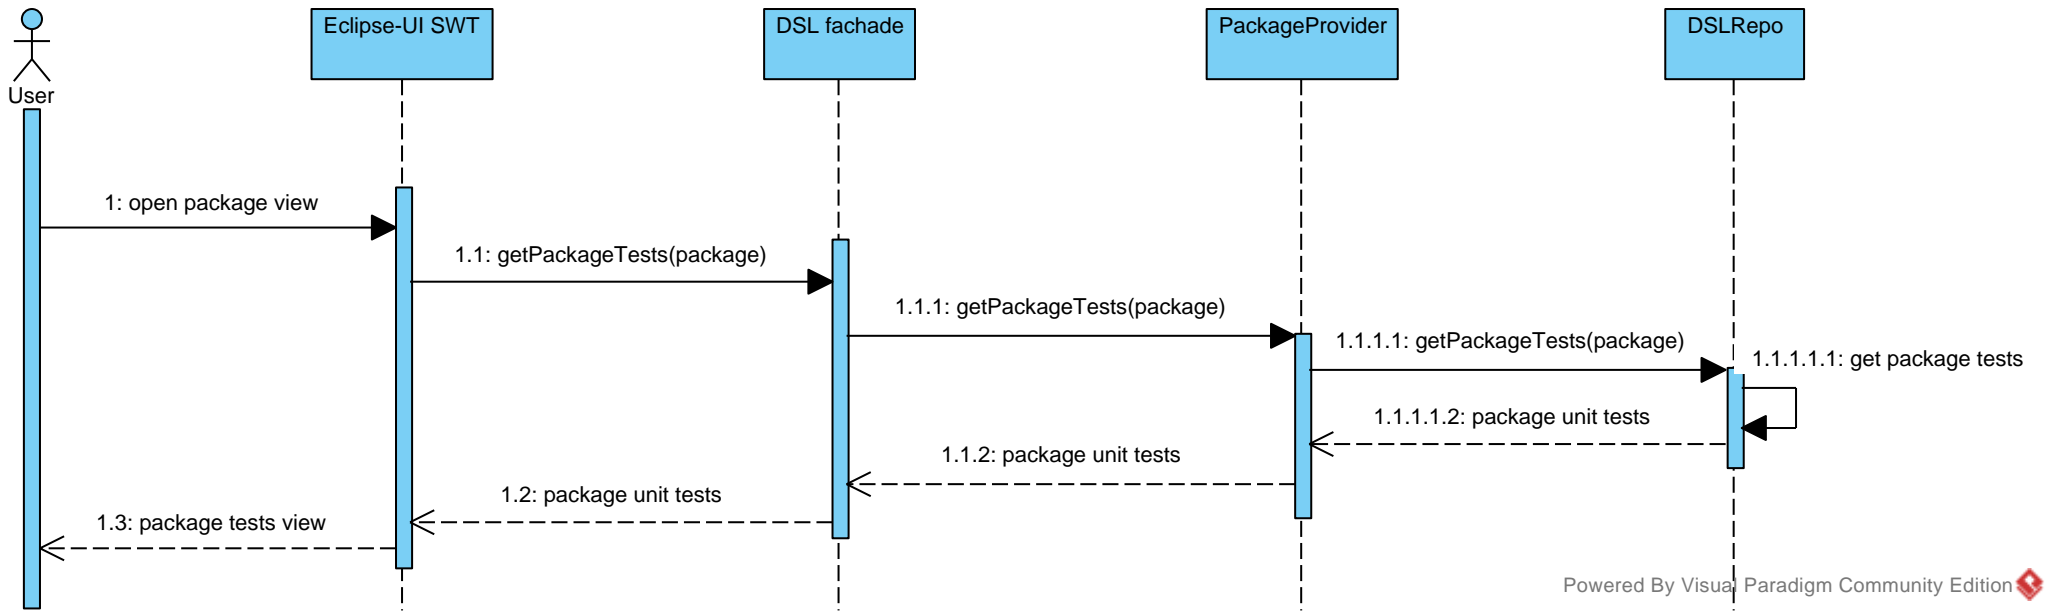 Eclipse-UI SWT
DSL fachade
PackageProvider
DSLRepo
User
1: open package view
1.1: getPackageTests(package)
1.1.1: getPackageTests(package)
1.1.1.1: getPackageTests(package)
1.1.1.1.1: get package tests
1.1.1.1.2: package unit tests
1.1.2: package unit tests
1.2: package unit tests
1.3: package tests view
Powered By Visual Paradigm Community Edition